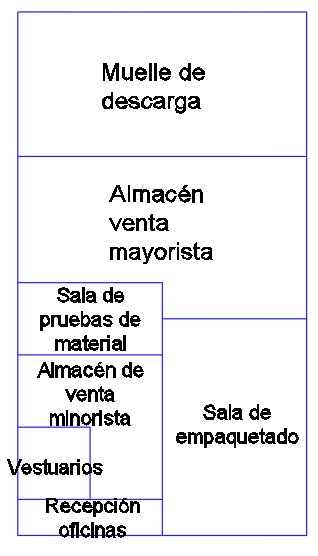 Muelle de
descarga
Almacén
venta
mayorista
Sala de
pruebas de
material
Almacén de
venta
minorista
Sala de
empaquetado
Vestuarios
Recepción
oficinas